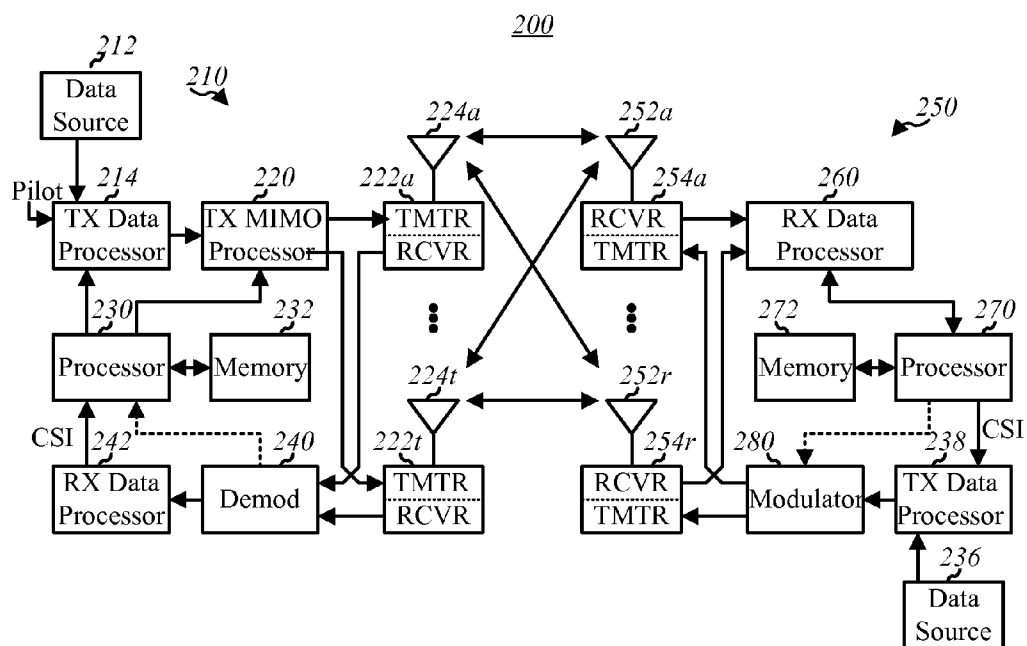 200
212
Data
Source
210
224a
252a
250
Pilot
214
TX Data
Processor
220
TX MIMO
Processor
222a
TMTR
RCVR
254a
RCVR
TMTR
260
RX Data
Processor
230
Processor
232
Memory
272
Memory
270
Processor
224t
252r
CSI
242
RX Data
Processor
240
Demod
222t
TMTR
RCVR
254r
RCVR
TMTR
280
Modulator
CSI
238
TX Data
Processor
236
Data
Source